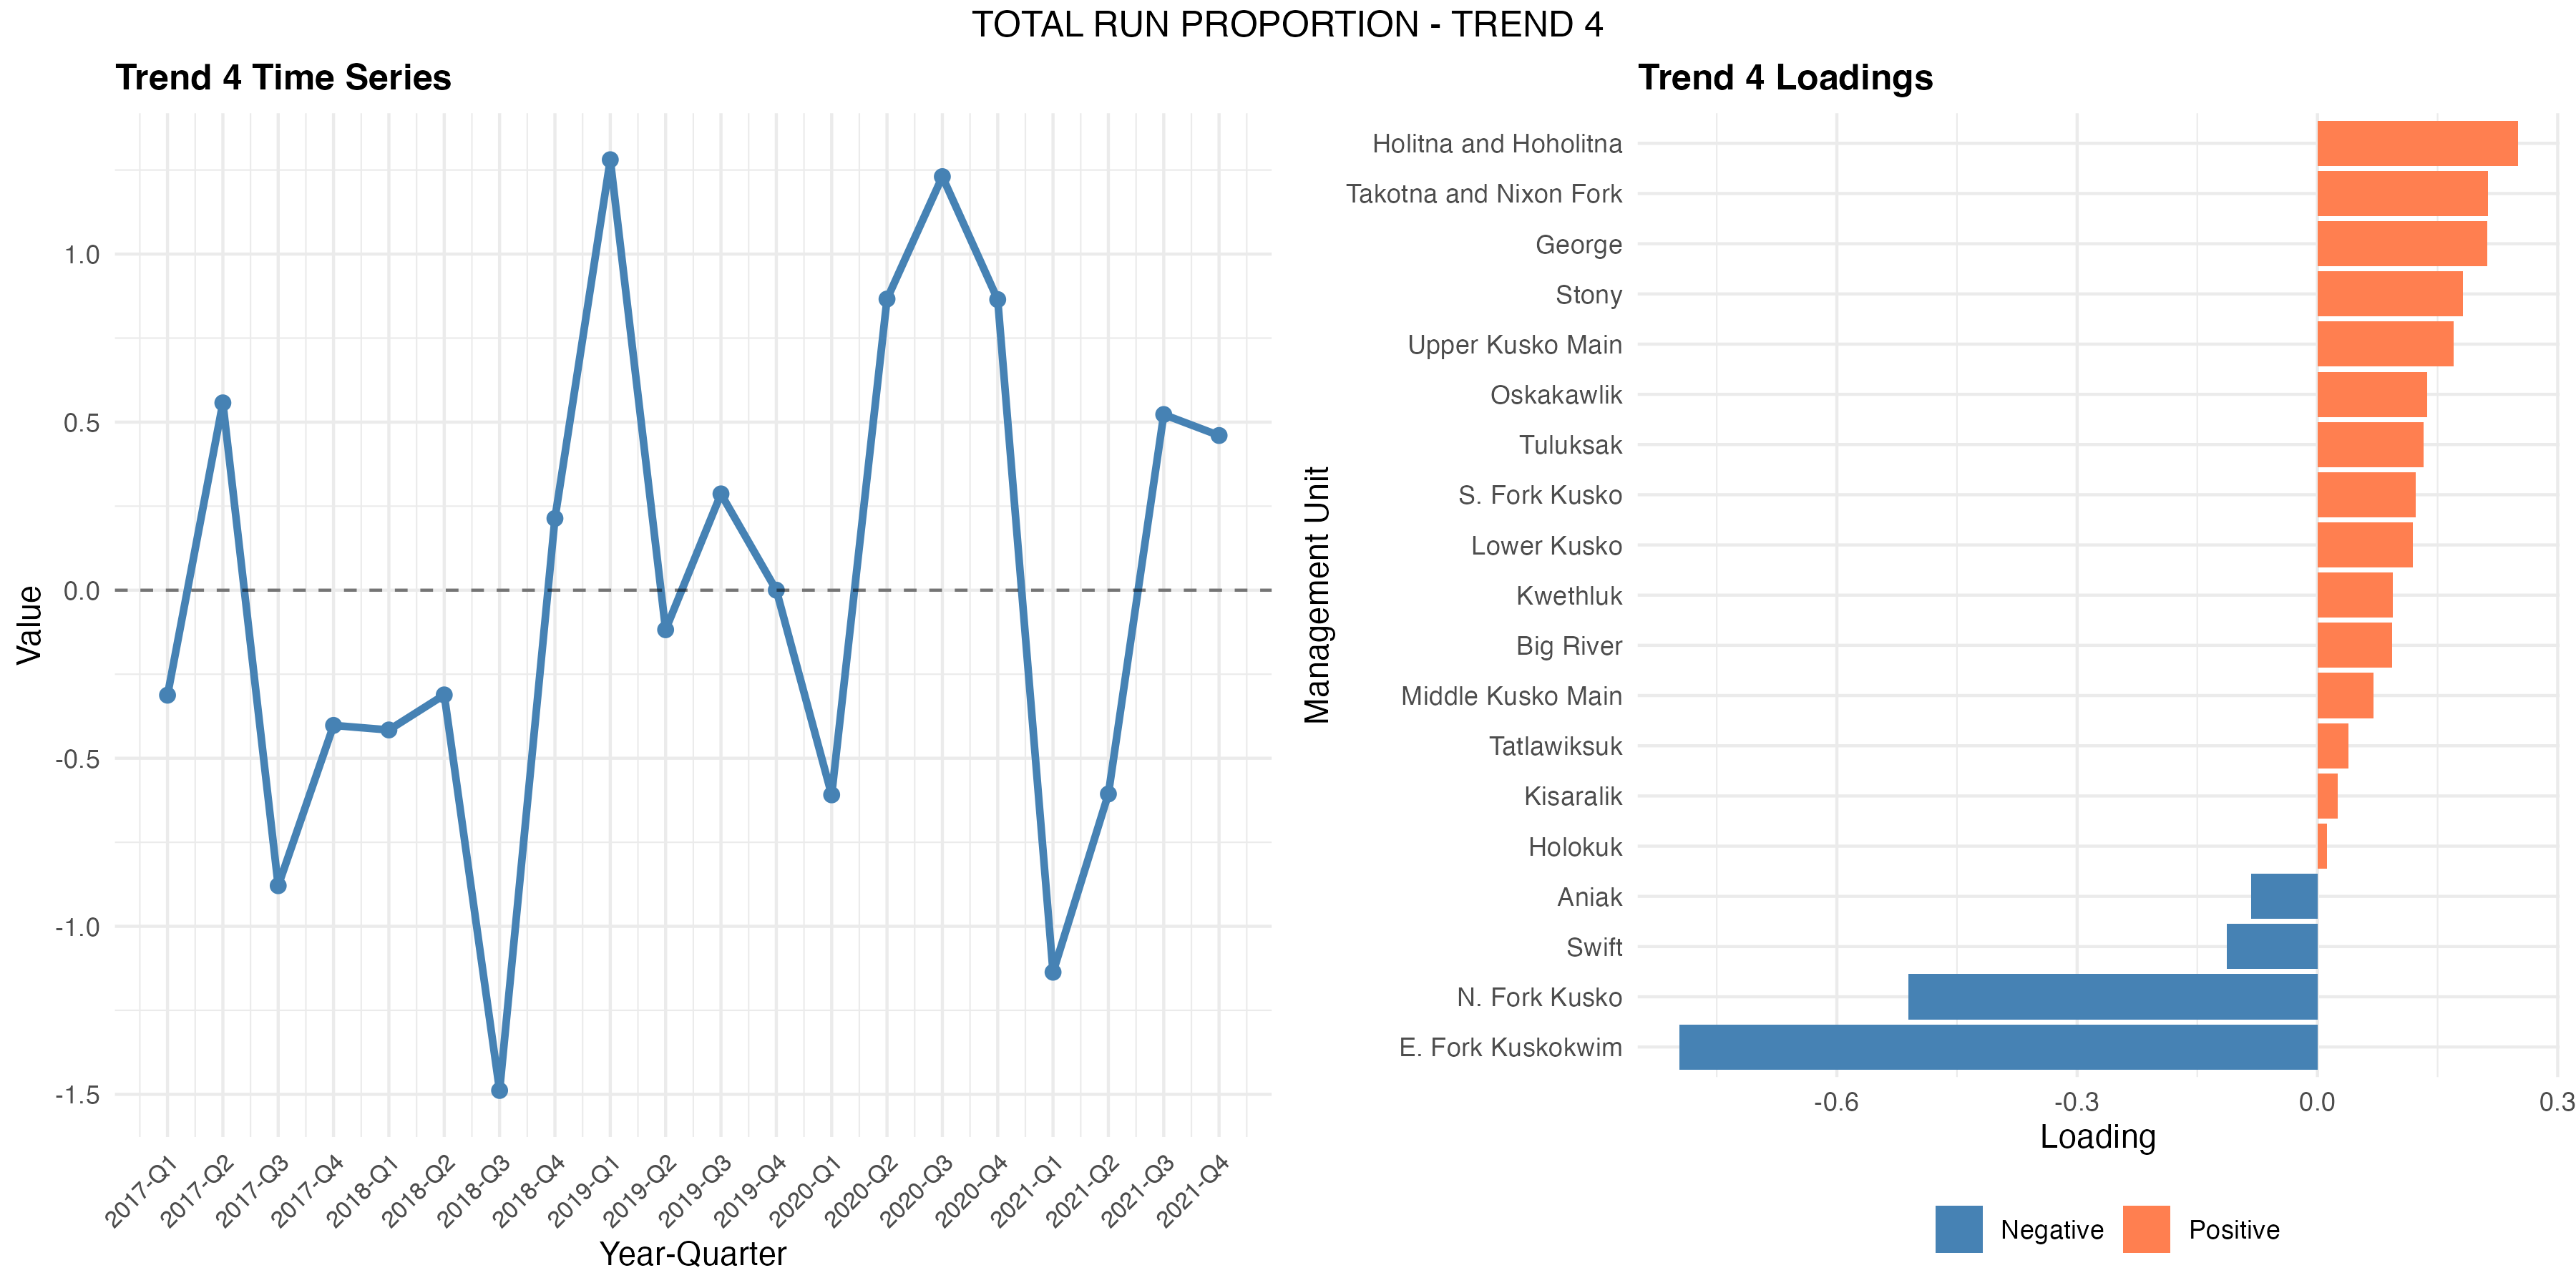 TOTAL RUN PROPORTION - TREND 4
Trend 4 Time Series
Value
1.0
0.5
0.0
-0.5
-1.0
-1.5
2017-Q1
2017-Q2
2017-Q3
2017-Q4
2018-Q1
2018-Q2
2018-Q3
2018-Q4
2019-Q1
2019-Q2
2019-Q3
2019-Q4
2020-Q1
2020-Q2
2020-Q3
2020-Q4
2021-Q1
2021-Q2
2021-Q3
2021-Q4
Year-Quarter
Trend 4 Loadings
Management Unit
Holitna and Hoholitna
Takotna and Nixon Fork
George
Stony
Upper Kusko Main
Oskakawlik
Tuluksak
S. Fork Kusko
Lower Kusko
Kwethluk
Big River
Middle Kusko Main
Tatlawiksuk
Kisaralik
Holokuk
Aniak
Swift
N. Fork Kusko
E. Fork Kuskokwim
-0.6
-0.3
0.0
0.3
Loading
Negative
Positive